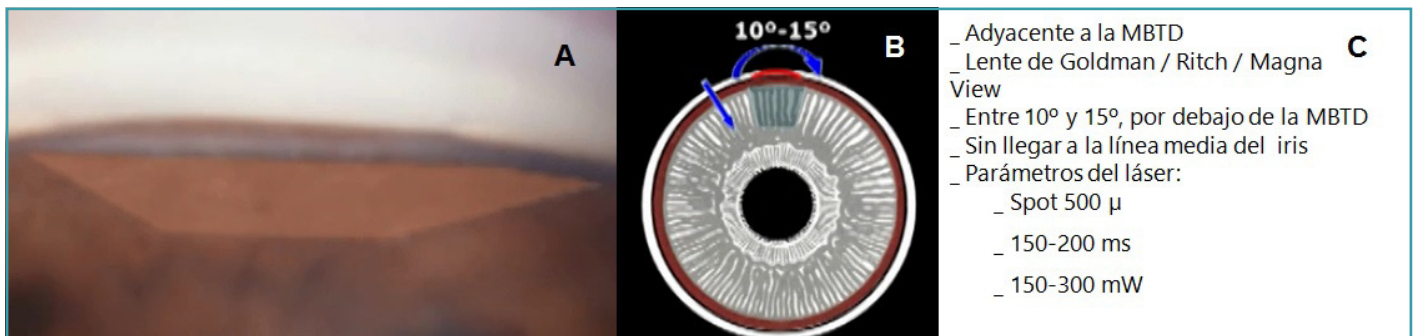 A
10º-15º
B
C
_ Adyacente a la MBTD
_ Lente de Goldman / Ritch / Magna
View
_ Entre 10º y 15º, por debajo de la MBTD
_ Sin llegar a la línea media del iris
_ Parámetros del láser:
_ Spot 500 µ
_ 150-200 ms
_ 150-300 mW